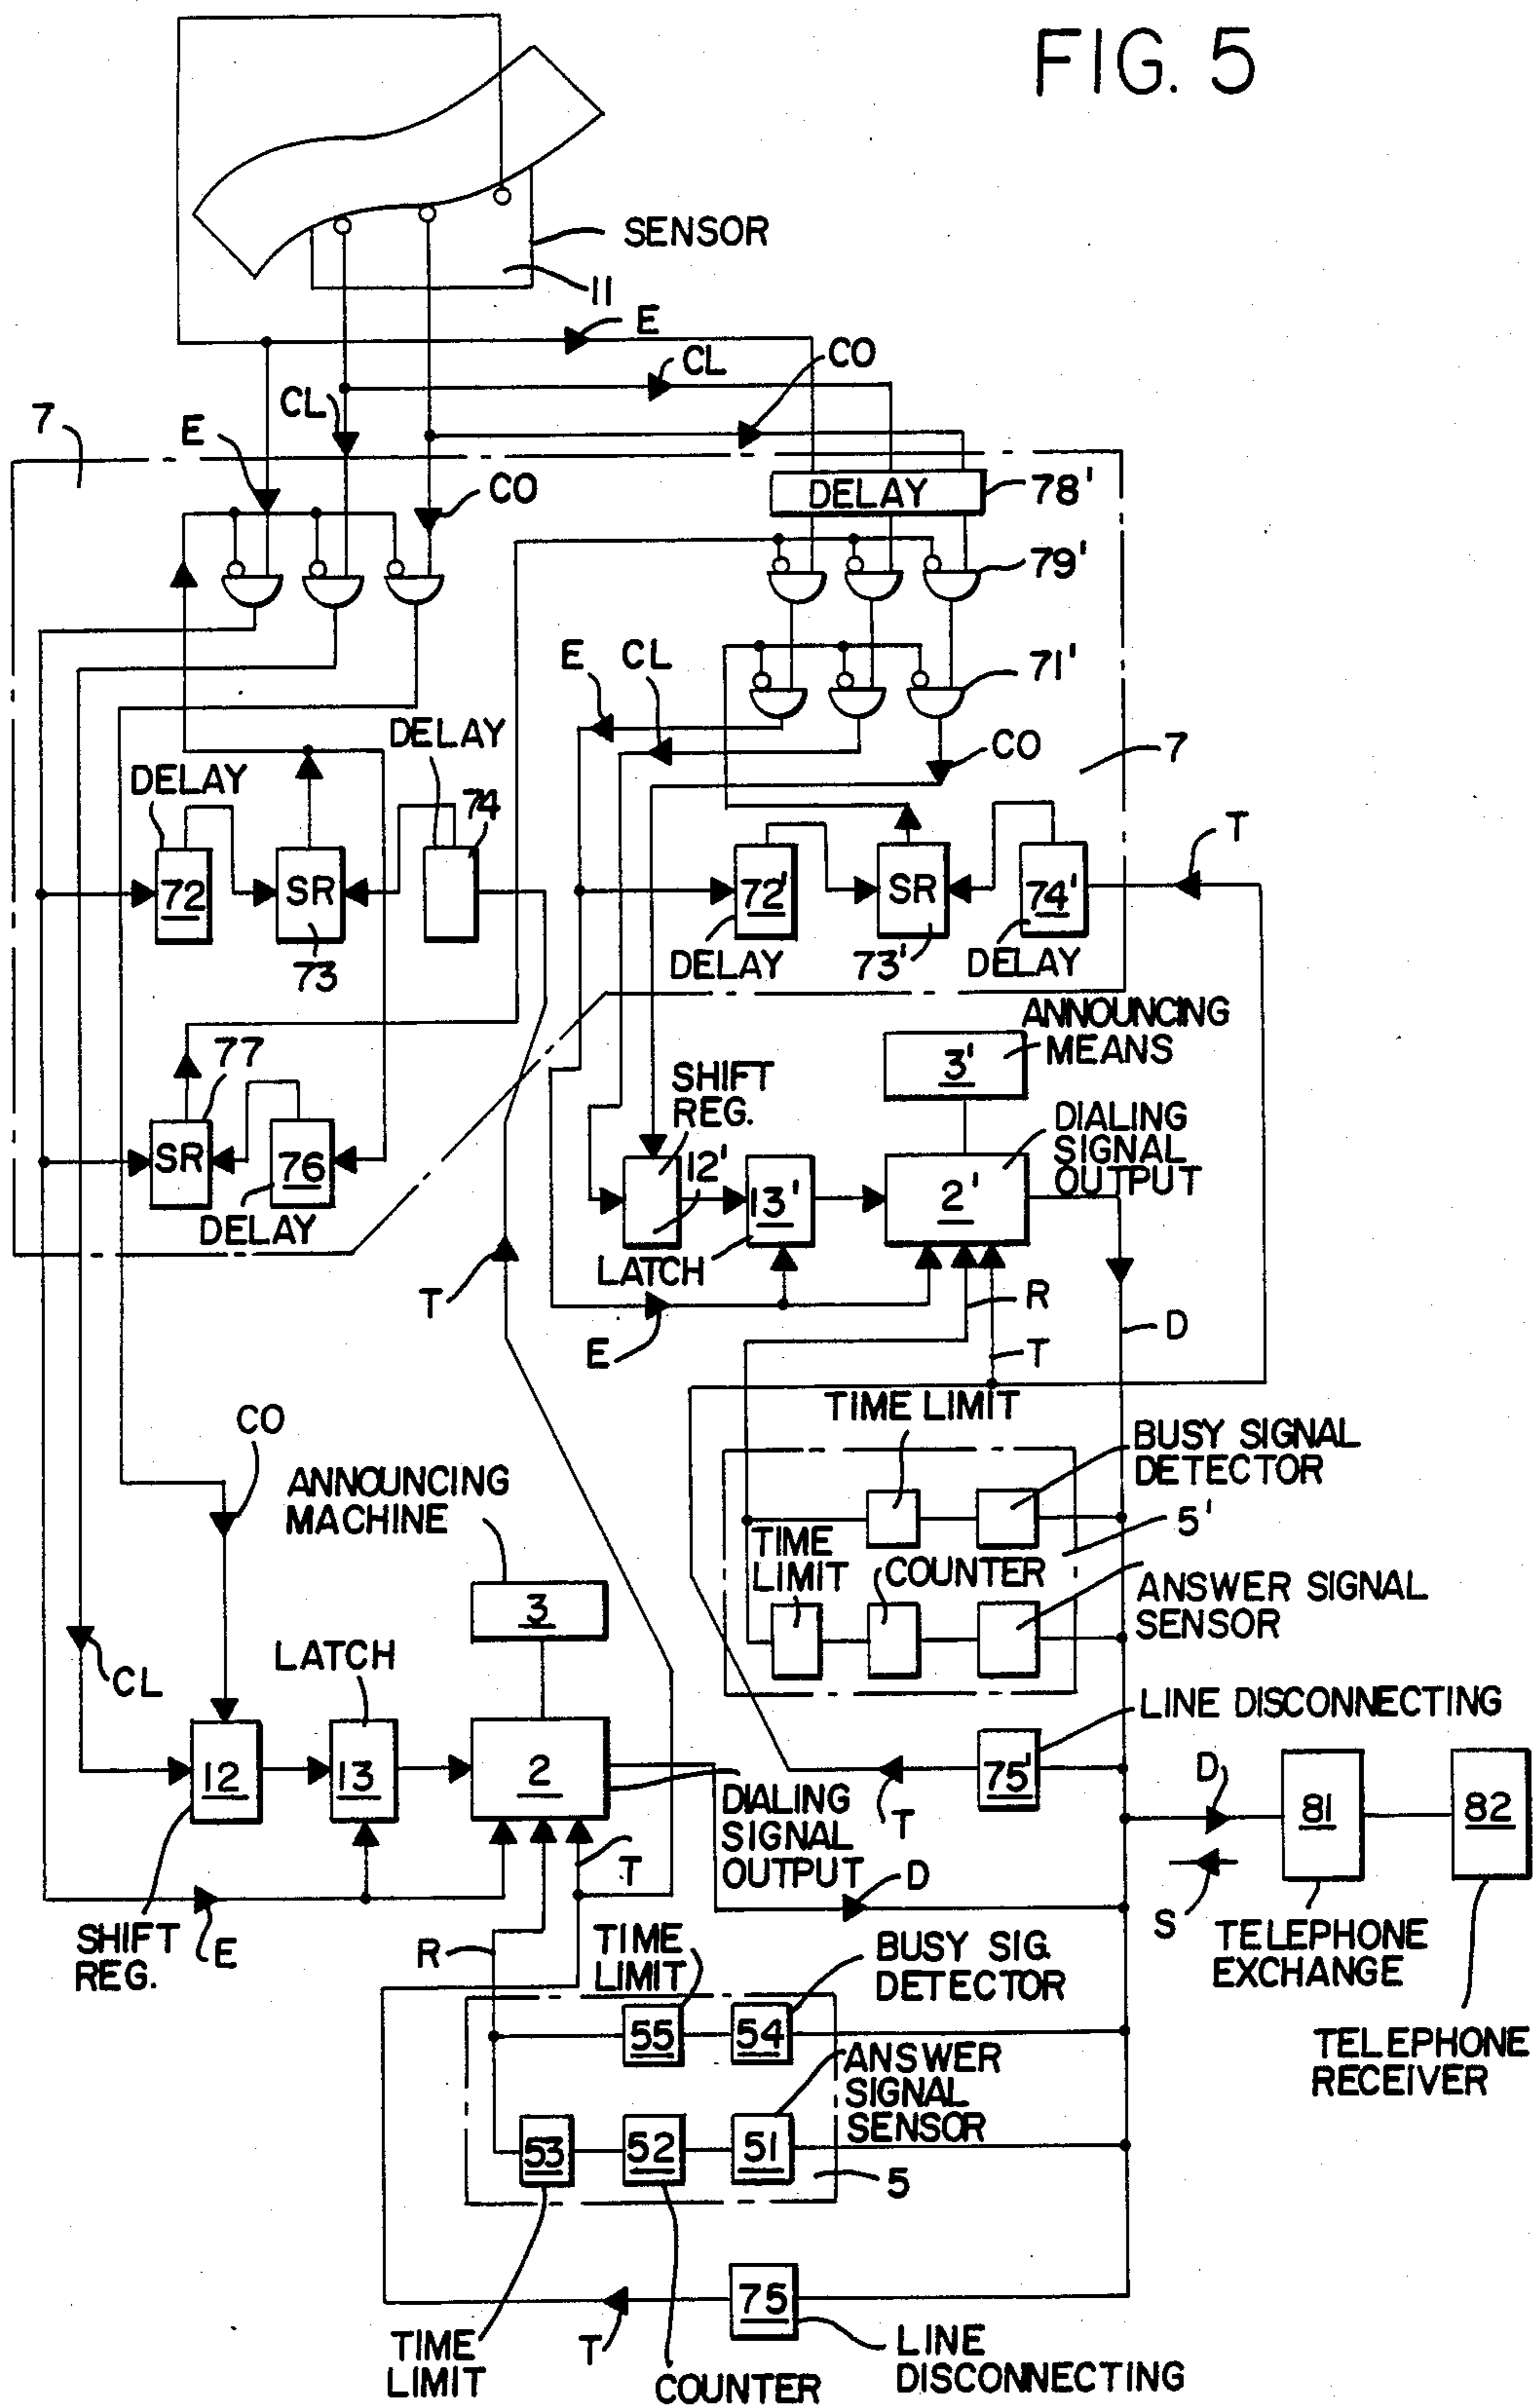 FIG. 5
SENSOR
11
E
CL
CO
7
E
CL
CO
DELAY
78'
79'
E
CL
71'
CO
7
DELAY
DELAY
74
T
72
SR
73
72'
DELAY
SR
73'
74'
DELAY
77
SR
76
DELAY
ANNOUNCING
MEANS
3'
SHIFT
REG.
12'
13'
LATCH
DIALING
SIGNAL
OUTPUT
2'
T
E
R
T
D
TIME LIMIT
BUSY SIGNAL
DETECTOR
5'
TIME
LIMIT
COUNTER
ANSWER SIGNAL
SENSOR
CO
ANNOUNCING
MACHINE
3
CL
LATCH
12
13
2
DIALING
SIGNAL
OUTPUT
T
LINE DISCONNECTING
75'
T
D
81
82
S
TELEPHONE
EXCHANGE
TELEPHONE
RECEIVER
SHIFT
REG.
E
D
R
TIME
LIMIT
BUSY SIG.
DETECTOR
55
54
ANSWER
SIGNAL
SENSOR
53
52
51
5
75
T
TIME
LIMIT
COUNTER
LINE
DISCONNECTING